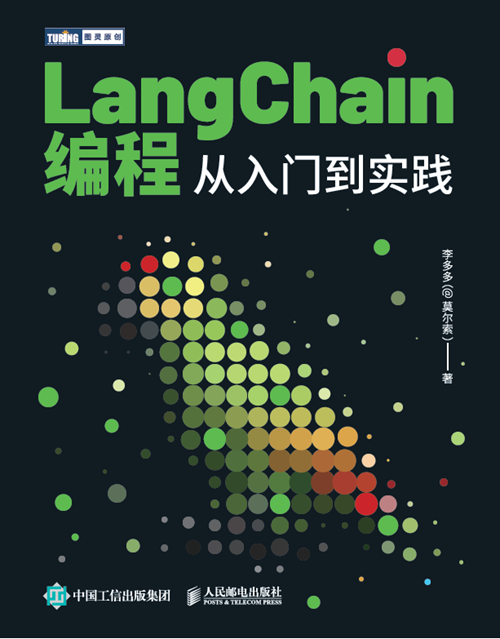 TURING 图灵原创
LangChain
编程 从入门到实践
李多多(@莫尔索)——著
中国工信出版集团
人民邮电出版社
POSTS & TELECOM PRESS